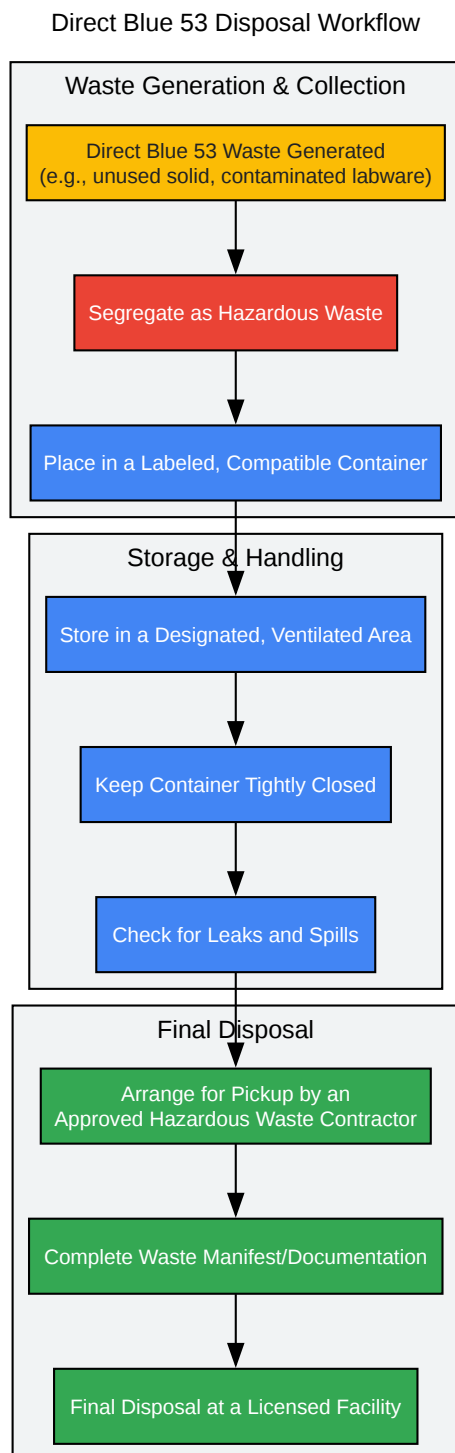 Direct Blue 53 Disposal Workflow
Waste Generation & Collection
Direct Blue 53 Waste Generated
(e.g., unused solid, contaminated labware)
Segregate as Hazardous Waste
Place in a Labeled, Compatible Container
Storage & Handling
Store in a Designated, Ventilated Area
Keep Container Tightly Closed
Check for Leaks and Spills
Final Disposal
Arrange for Pickup by an
Approved Hazardous Waste Contractor
Complete Waste Manifest/Documentation
Final Disposal at a Licensed Facility